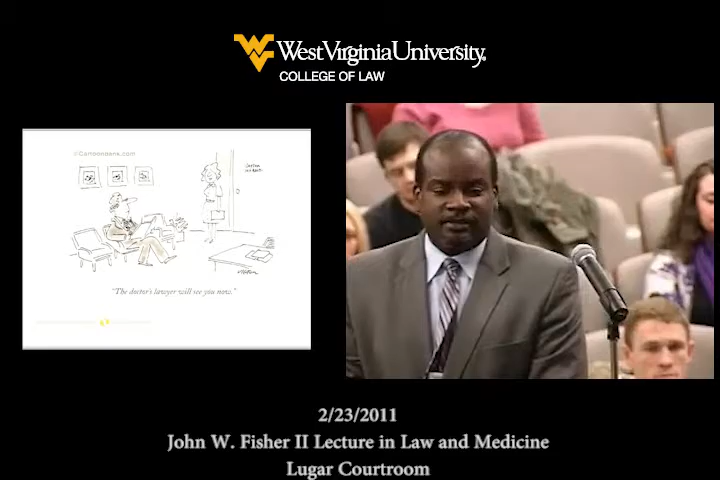 WestVirginiaUniversity.
COLLEGE OF LAW
©Cartoonbank.com
"The doctor's lawyer will see you now."
2/23/2011
John W. Fisher II Lecture in Law and Medicine
Lugar Courtroom